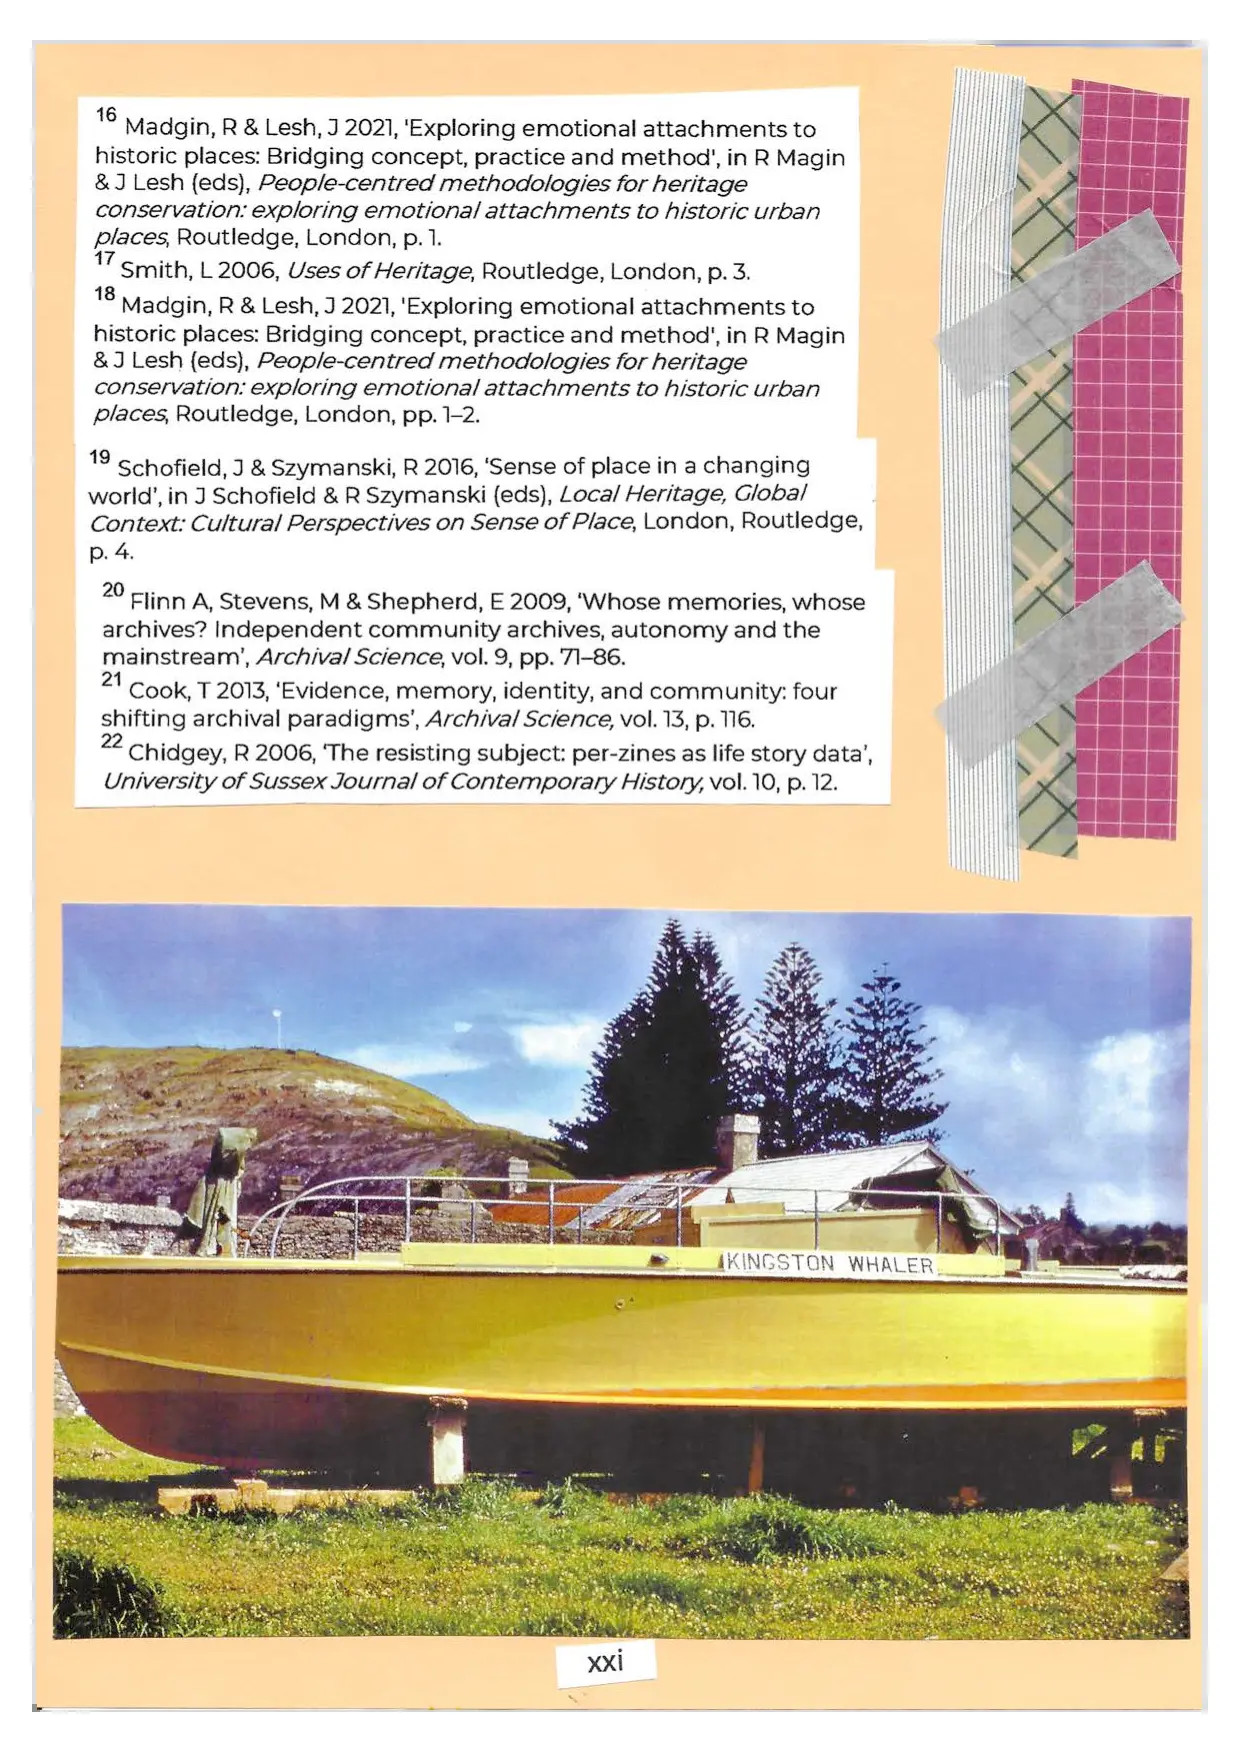 16 Madgin, R & Lesh, J 2021, 'Exploring emotional attachments to
historic places: Bridging concept, practice and method', in R Magin
& J Lesh (eds), People-centred methodologies for heritage
conservation: exploring emotional attachments to historic urban
places, Routledge, London, p. 1.
17 Smith, L 2006, Uses of Heritage, Routledge, London, p. 3.
18 Madgin, R & Lesh, J 2021, 'Exploring emotional attachments to
historic places: Bridging concept, practice and method', in R Magin
& J Lesh (eds), People-centred methodologies for heritage
conservation: exploring emotional attachments to historic urban
places, Routledge, London, pp. 1–2.
19 Schofield, J & Szymanski, R 2016, ‘Sense of place in a changing
world’, in J Schofield & R Szymanski (eds), Local Heritage, Global
Context: Cultural Perspectives on Sense of Place, London, Routledge,
p. 4.
20 Flinn A, Stevens, M & Shepherd, E 2009, ‘Whose memories, whose
archives? Independent community archives, autonomy and the
mainstream’, Archival Science, vol. 9, pp. 71–86.
21 Cook, T 2013, ‘Evidence, memory, identity, and community: four
shifting archival paradigms’, Archival Science, vol. 13, p. 116.
22 Chidgey, R 2006, ‘The resisting subject: per-zines as life story data’,
University of Sussex Journal of Contemporary History, vol. 10, p. 12.
KINGSTON WHALER
xxi